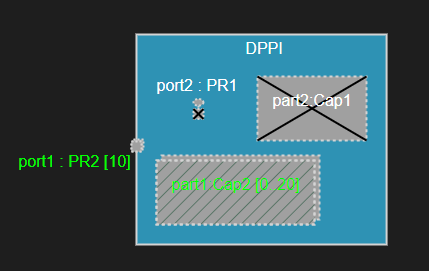 DPPI
port2 : PR1
part2:Cap1
port1 : PR2 [10]
part1:Cap2 [0..20]